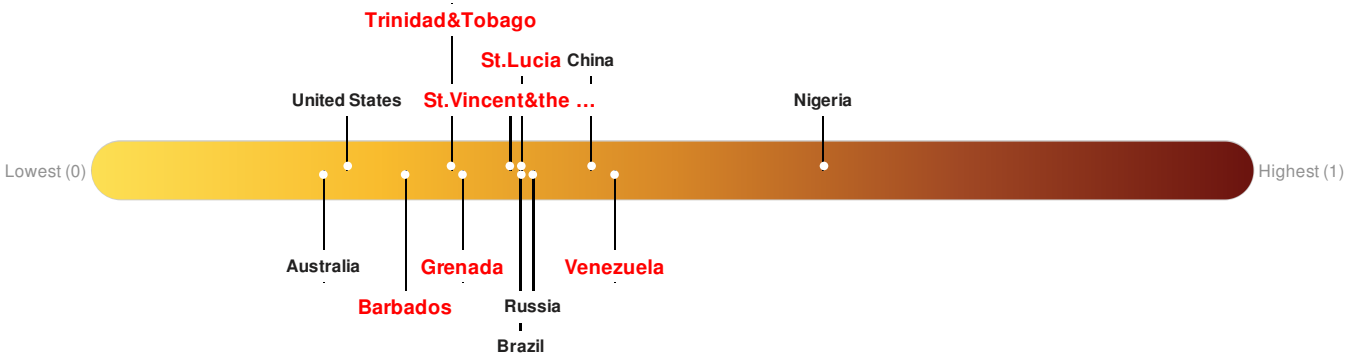 Trinidad&Tobago
St.Lucia China
United States St.Vincent&the ... Nigeria
Lowest (0) Highest (1)
Australia Grenada Venezuela
Barbados Russia
Brazil